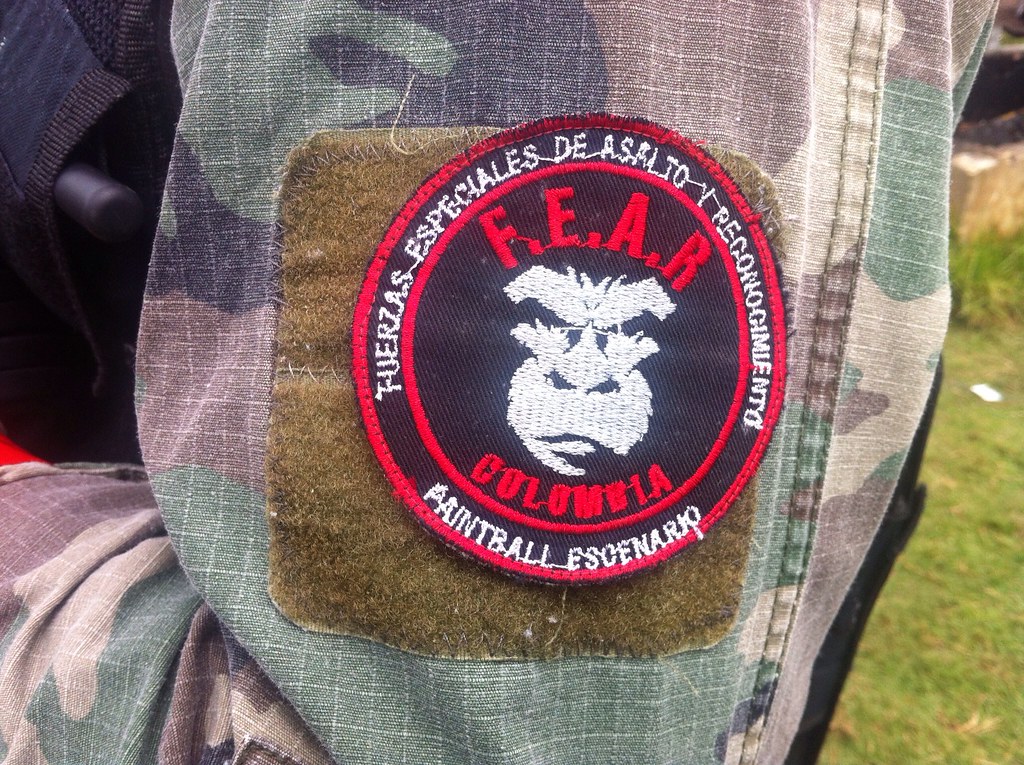 FUERZAS ESPECIALES DE ASALTO Y RECONOCIMIENTO
F.E.A.R
COLOMBIA
PAINTBALL ESCENARIO